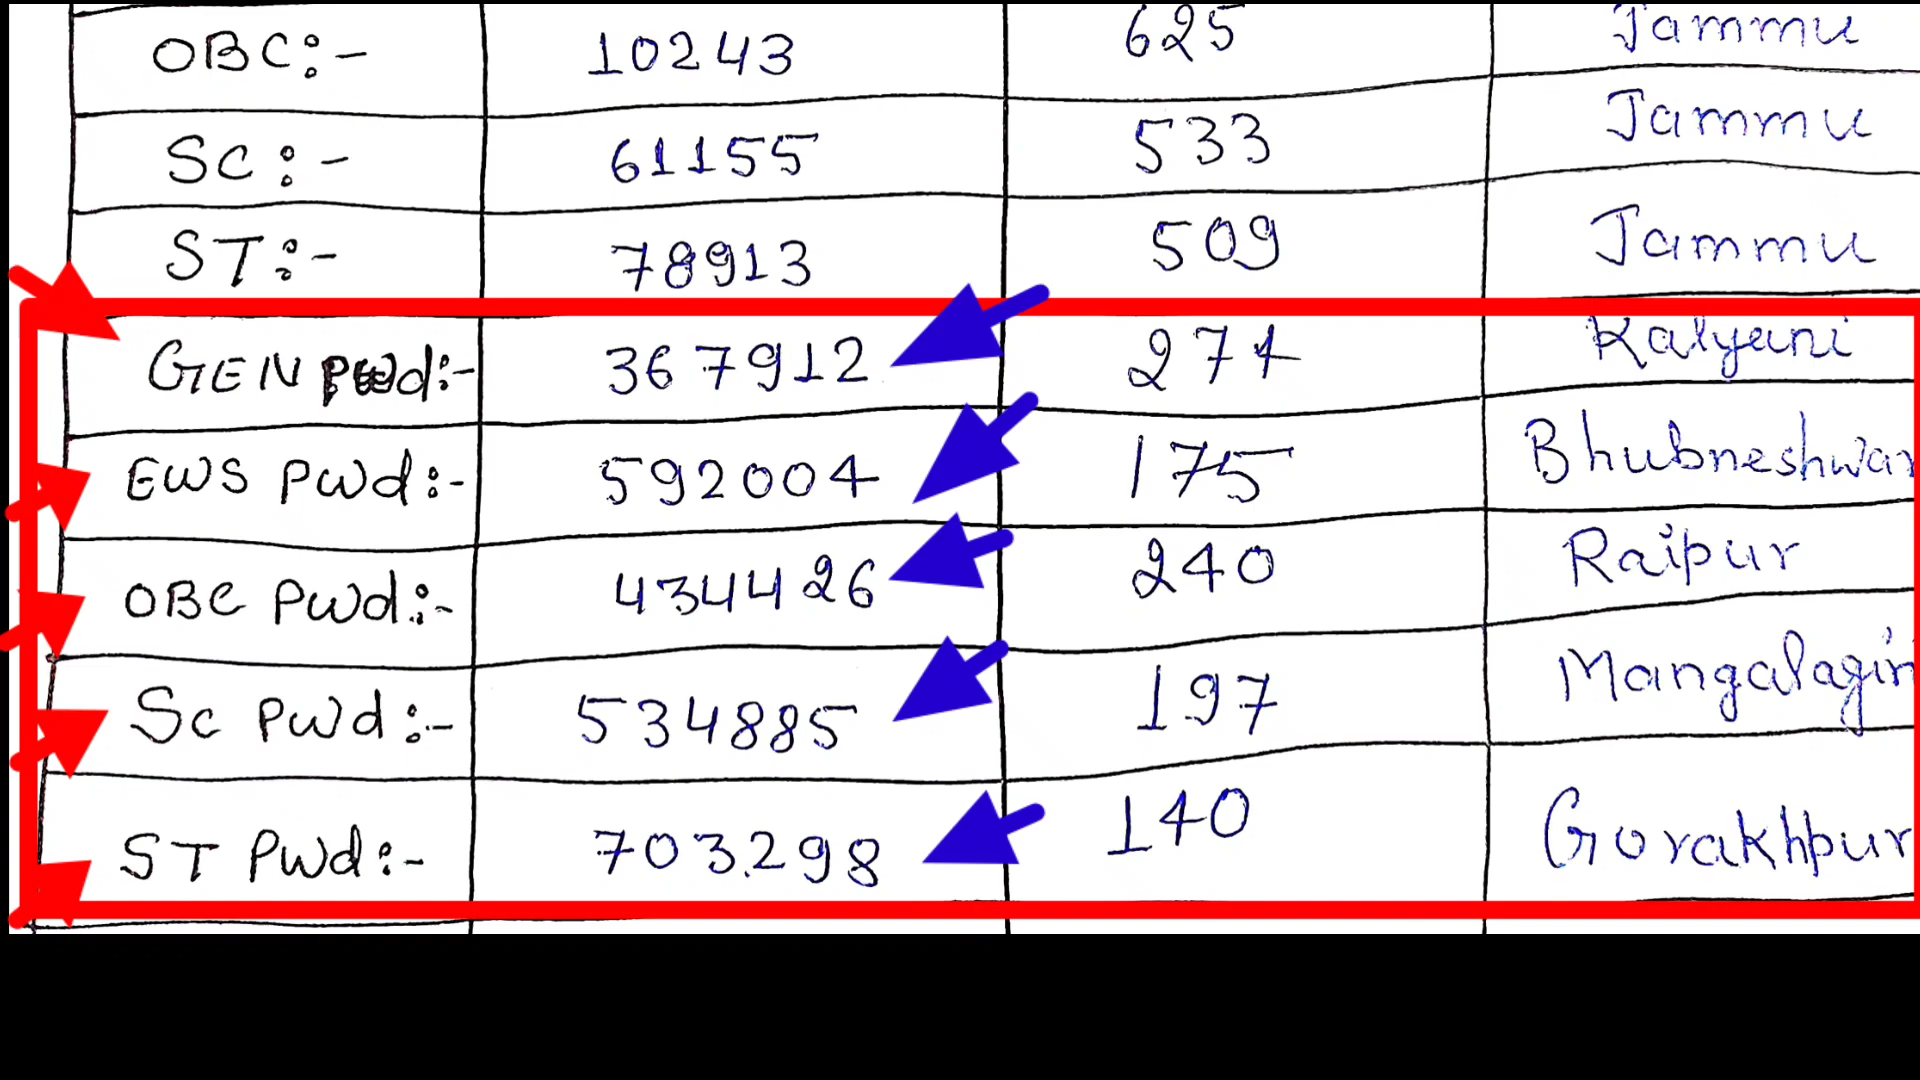 OBC:- 10243 625 Jammu
SC:- 61155 533 Jammu
ST:- 78913 509 Jammu
GEN PWd:- 367912 274 Kalyani
EWS PWd:- 592004 175 Bhubneshwar
OBC PWd:- 434426 240 Raipur
SC PWd:- 534885 197 Mangalagiri
ST PWd:- 703298 140 Gorakhpur